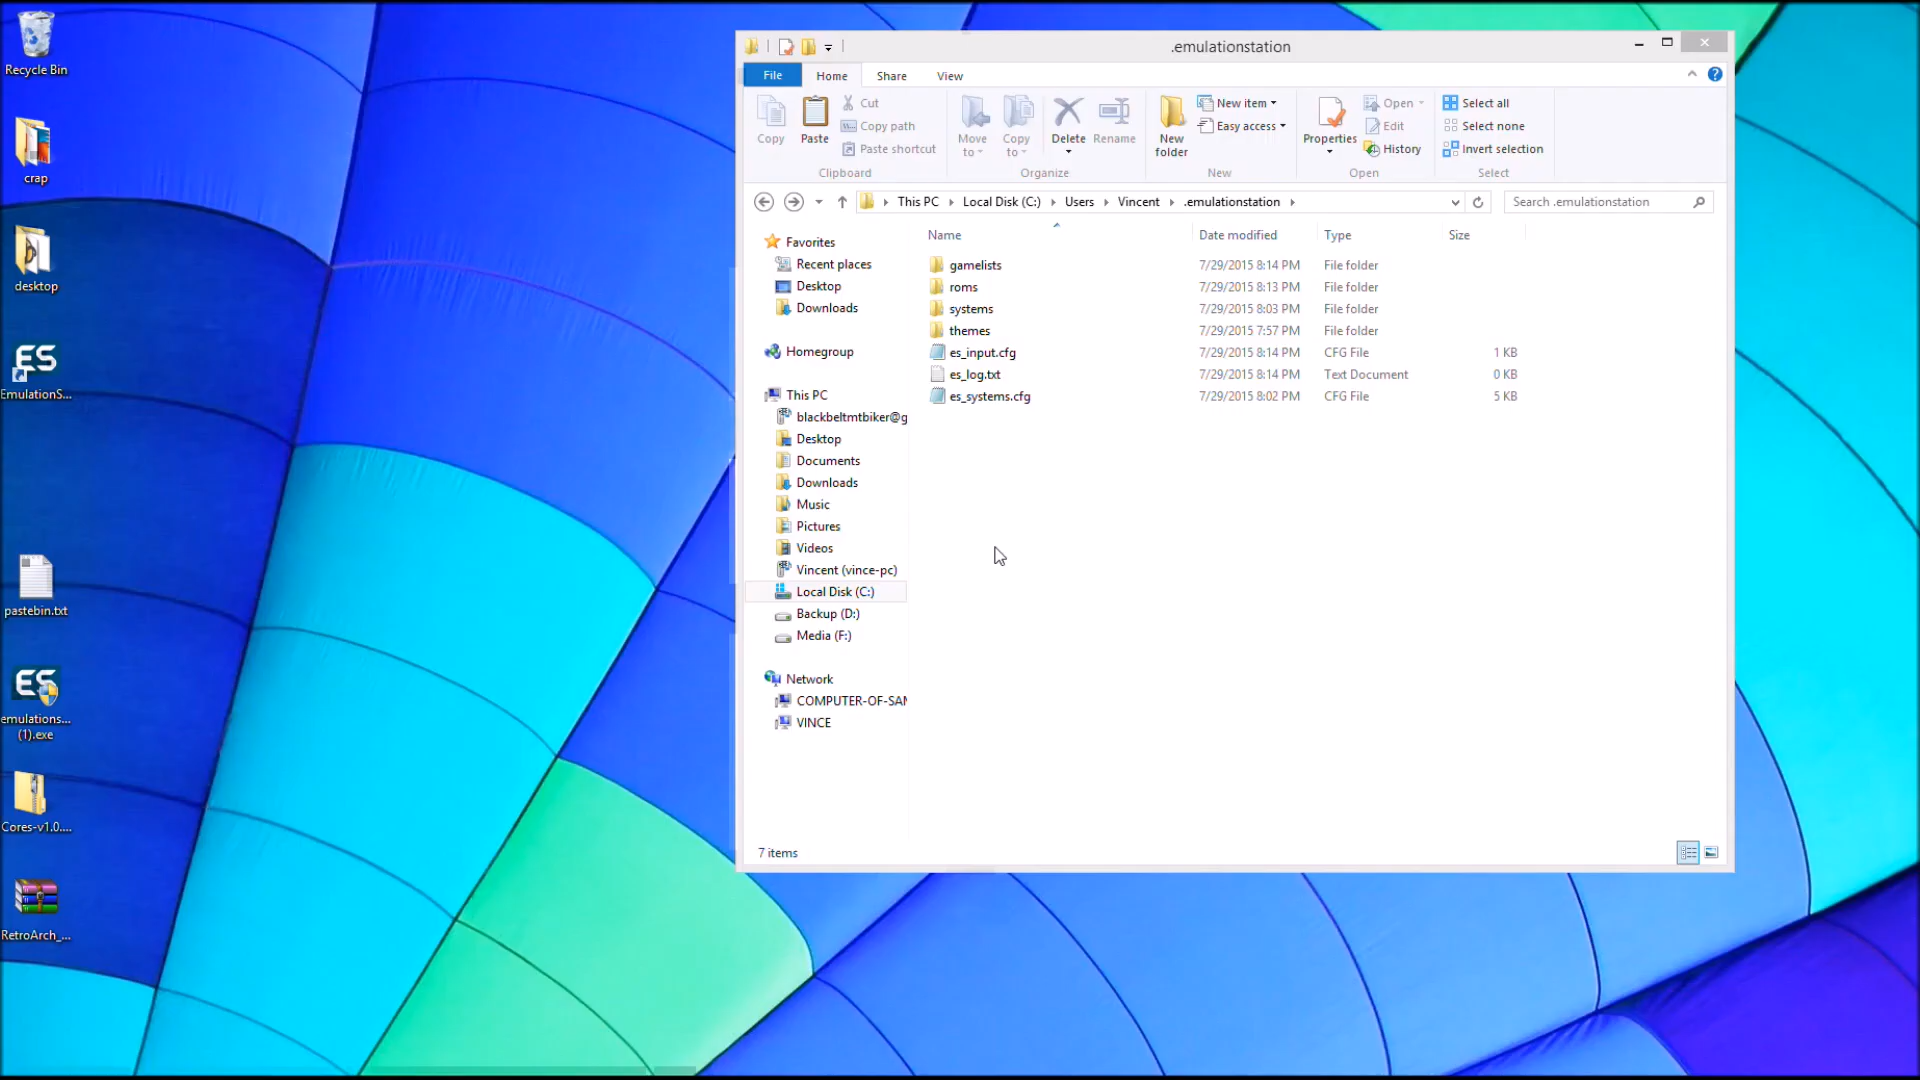 Recycle Bin
crap
desktop
ES
EmulationS...
pastebin.txt
ES
emulations...
(1).exe
Cores-v1.0....
RetroArch_...
.emulationstation
File
Home
Share
View
Copy
Paste
Cut
Copy path
Paste shortcut
Clipboard
Move
to
Copy
to
Delete
Rename
Organize
New
folder
New item
Easy access
New
Properties
Open
Edit
History
Open
Select all
Select none
Invert selection
Select
This PC
Local Disk (C:)
Users
Vincent
.emulationstation
Search .emulationstation
Favorites
Recent places
Desktop
Downloads
Homegroup
This PC
blackbeltmtbiker@g
Desktop
Documents
Downloads
Music
Pictures
Videos
Vincent (vince-pc)
Local Disk (C:)
Backup (D:)
Media (F:)
Network
COMPUTER-OF-SAM
VINCE
Name Date modified Type Size
gamelists 7/29/2015 8:14 PM File folder
roms 7/29/2015 8:13 PM File folder
systems 7/29/2015 8:03 PM File folder
themes 7/29/2015 7:57 PM File folder
es_input.cfg 7/29/2015 8:14 PM CFG File 1 KB
es_log.txt 7/29/2015 8:14 PM Text Document 0 KB
es_systems.cfg 7/29/2015 8:02 PM CFG File 5 KB
7 items